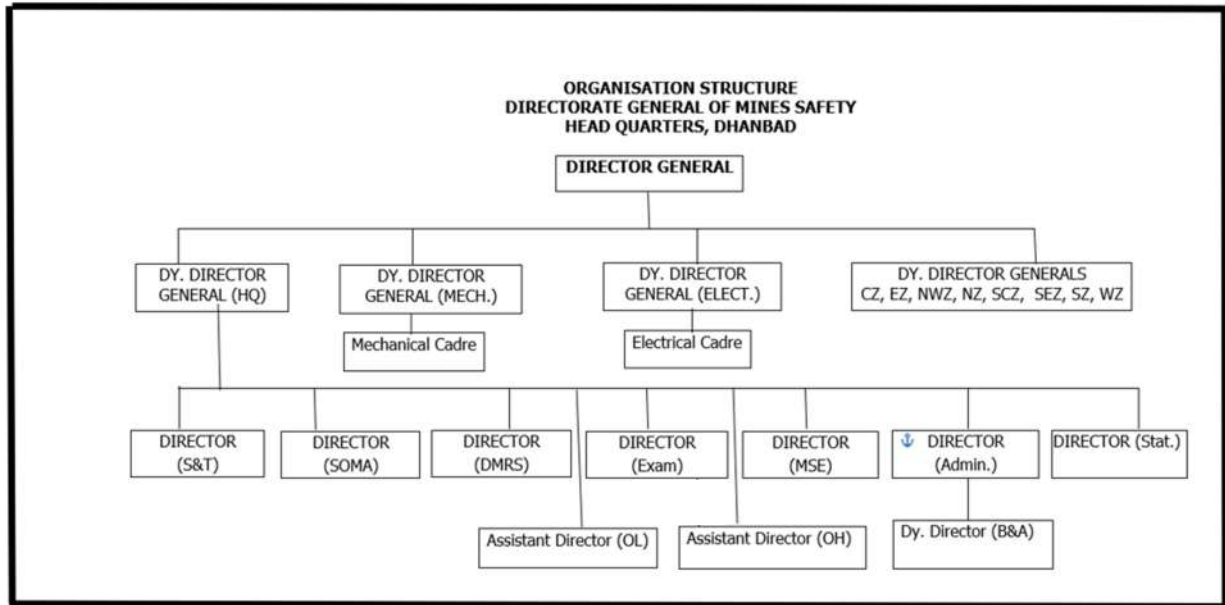 ORGANISATION STRUCTURE
DIRECTORATE GENERAL OF MINES SAFETY
HEAD QUARTERS, DHANBAD
DIRECTOR GENERAL
DY. DIRECTOR
GENERAL (HQ)
DY. DIRECTOR
GENERAL (MECH.)
DY. DIRECTOR
GENERAL (ELECT.)
DY. DIRECTOR GENERALS
CZ, EZ, NWZ, NZ, SCZ, SEZ, SZ, WZ
Mechanical Cadre
Electrical Cadre
DIRECTOR
(S&T)
DIRECTOR
(SOMA)
DIRECTOR
(DMRS)
DIRECTOR
(Exam)
DIRECTOR
(MSE)
DIRECTOR
(Admin.)
DIRECTOR (Stat.)
Assistant Director (OL)
Assistant Director (OH)
Dy. Director (B&A)